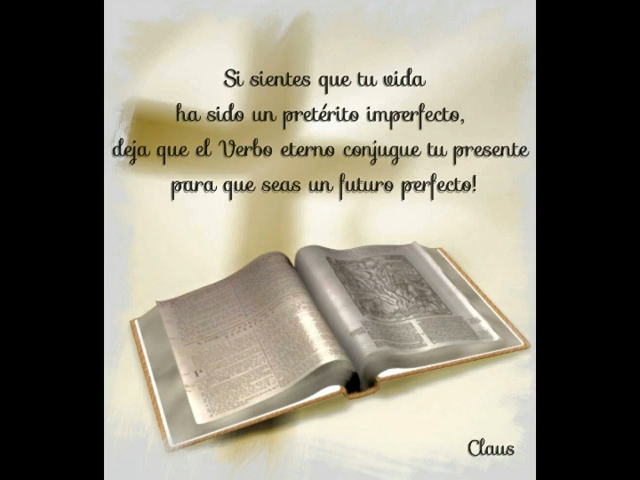 Si sientes que tu vida
ha sido un pretérito imperfecto,
deja que el Verbo eterno conjugue tu presente
para que seas un futuro perfecto!
Claus